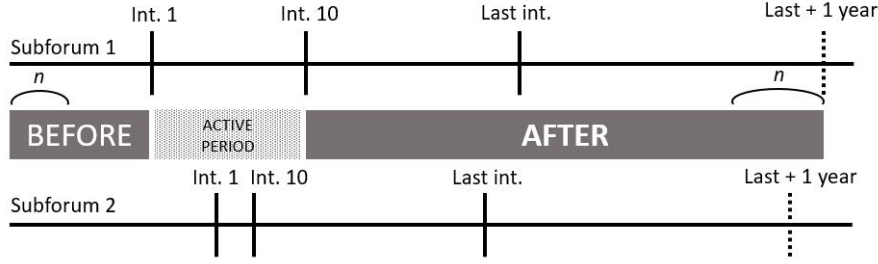 Int. 1 Int. 10 Last int. Last + 1 year
Subforum 1
n n
BEFORE ACTIVE PERIOD AFTER
Int. 1 Int. 10 Last int. Last + 1 year
Subforum 2